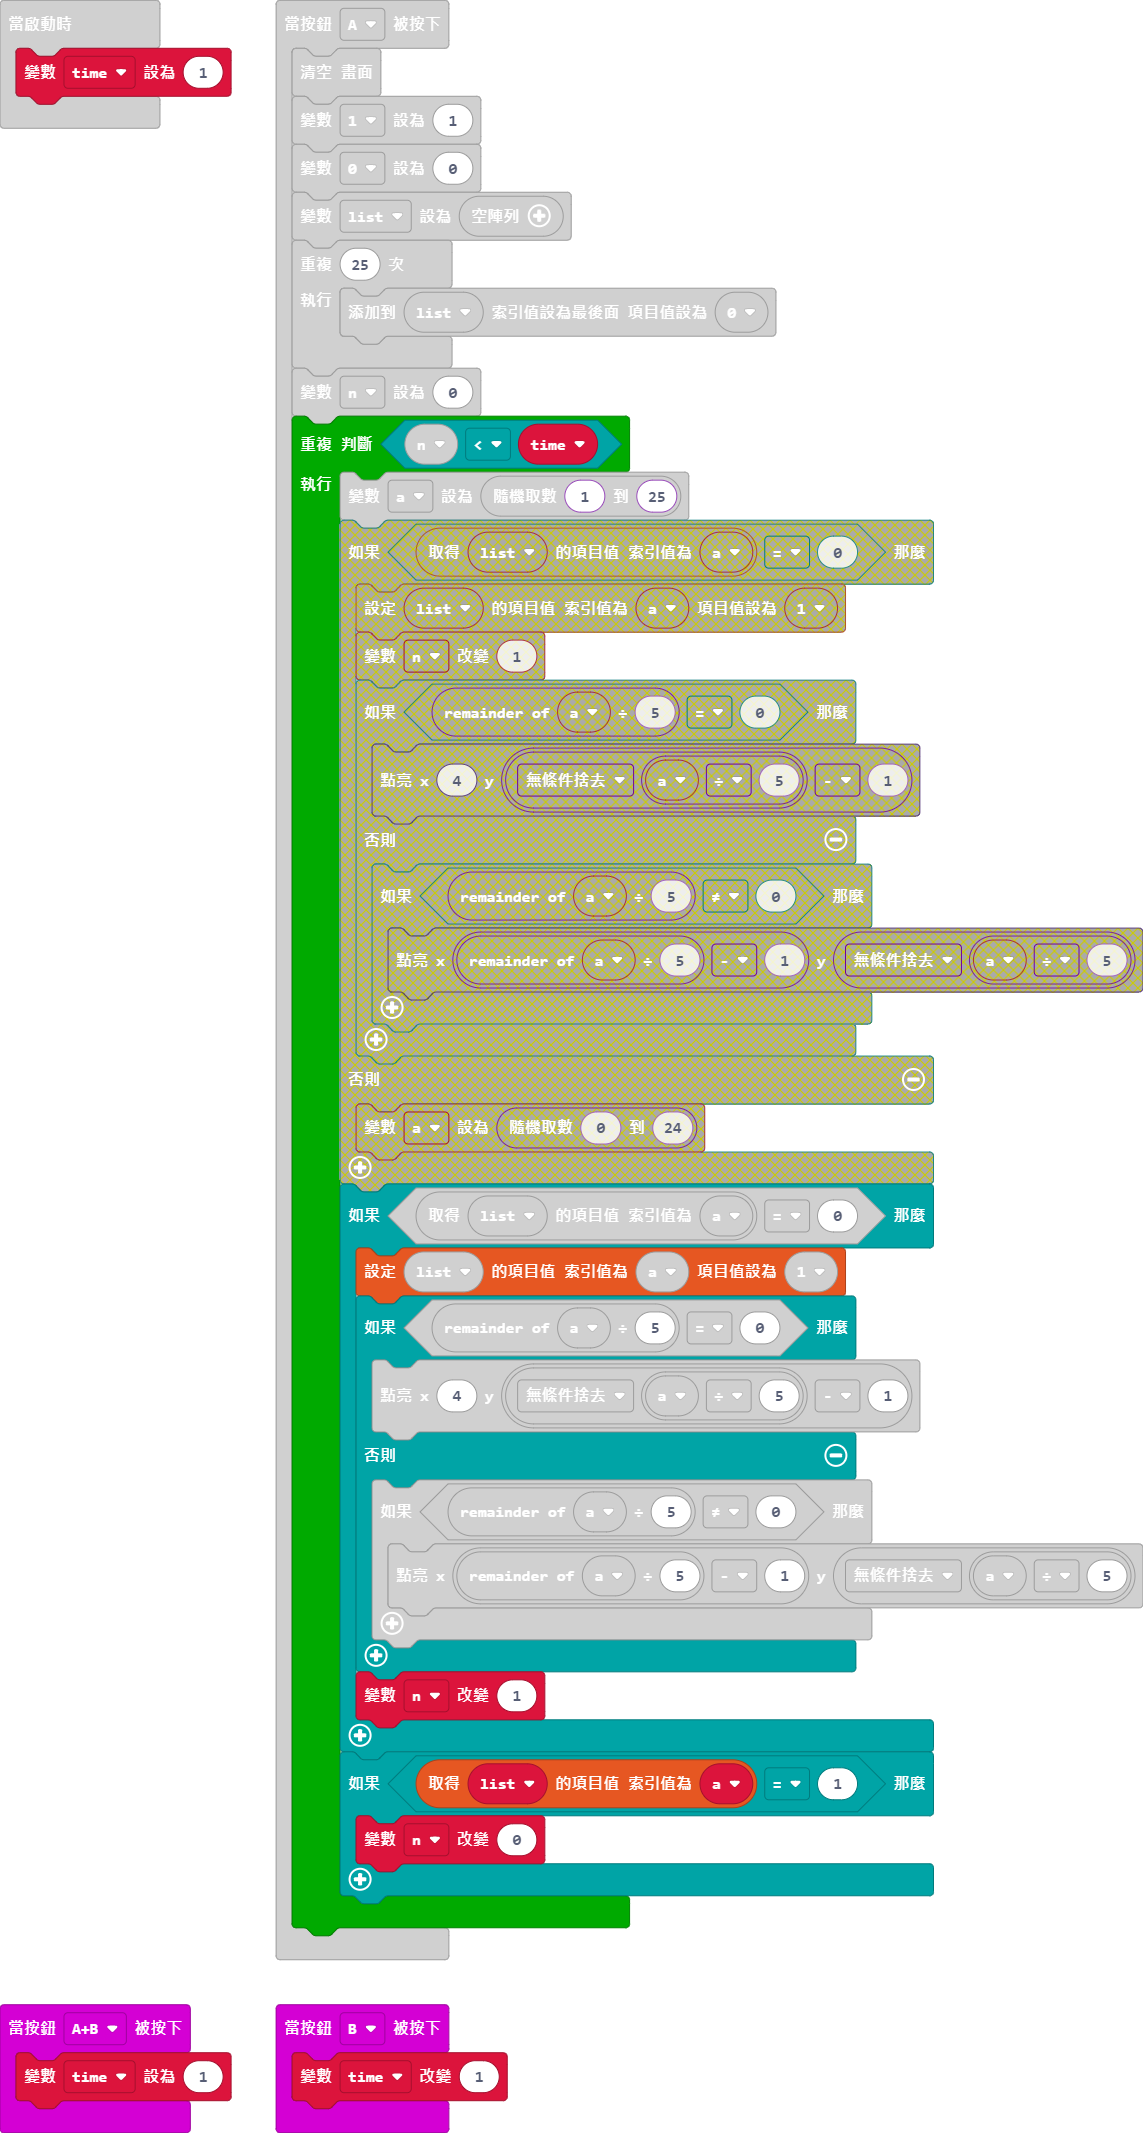 當啟動時
變數 time 設為 1
當按鈕 A 被按下
清空 畫面
變數 1 設為 1
變數 0 設為 0
變數 list 設為 空陣列
重複 25 次
執行 添加到 list 索引值設為最後面 項目值設為 0
變數 n 設為 0
重複 判斷 n < time
執行 變數 a 設為 隨機取數 1 到 25
如果 取得 list 的項目值 索引值為 a = 0 那麼
設定 list 的項目值 索引值為 a 項目值設為 1
變數 n 改變 1
如果 remainder of a ÷ 5 = 0 那麼
點亮 x 4 y 無條件捨去 a ÷ 5 - 1
否則
如果 remainder of a ÷ 5 ≠ 0 那麼
點亮 x remainder of a ÷ 5 - 1 y 無條件捨去 a ÷ 5
否則
變數 a 設為 隨機取數 0 到 24
如果 取得 list 的項目值 索引值為 a = 0 那麼
設定 list 的項目值 索引值為 a 項目值設為 1
如果 remainder of a ÷ 5 = 0 那麼
點亮 x 4 y 無條件捨去 a ÷ 5 - 1
否則
如果 remainder of a ÷ 5 ≠ 0 那麼
點亮 x remainder of a ÷ 5 - 1 y 無條件捨去 a ÷ 5
變數 n 改變 1
如果 取得 list 的項目值 索引值為 a = 1 那麼
變數 n 改變 0
當按鈕 A+B 被按下
變數 time 設為 1
當按鈕 B 被按下
變數 time 改變 1